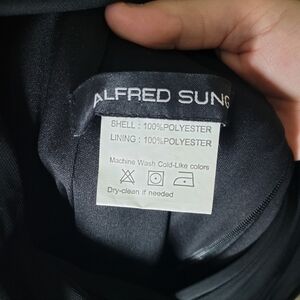 ALFRED SUNG
SHELL : 100%POLYESTER
LINING : 100%POLYESTER
Machine Wash Cold-Like colors
Dry-clean if needed